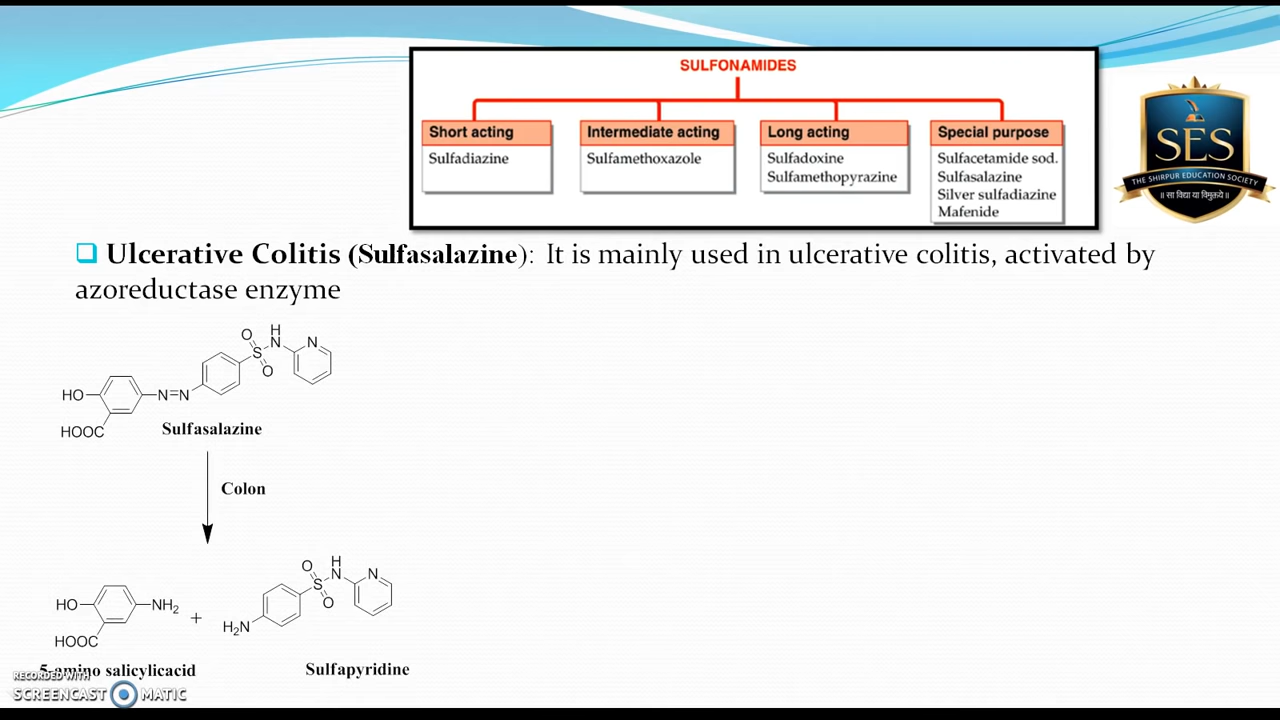 SULFONAMIDES
Short acting
Sulfadiazine
Intermediate acting
Sulfamethoxazole
Long acting
Sulfadoxine
Sulfamethopyrazine
Special purpose
Sulfacetamide sod.
Sulfasalazine
Silver sulfadiazine
Mafenide
SES
THE SHIRPUR EDUCATION SOCIETY
॥ सा विद्या या विमुक्तये ॥
Ulcerative Colitis (Sulfasalazine): It is mainly used in ulcerative colitis, activated by
azoreductase enzyme
HO
HOOC
N=N
O
S
O
H
N
N
Sulfasalazine
Colon
HO
HOOC
NH2
+
H2N
O
S
O
H
N
N
5-amino salicylicacid
Sulfapyridine
RECORDED WITH
SCREENCAST MATIC